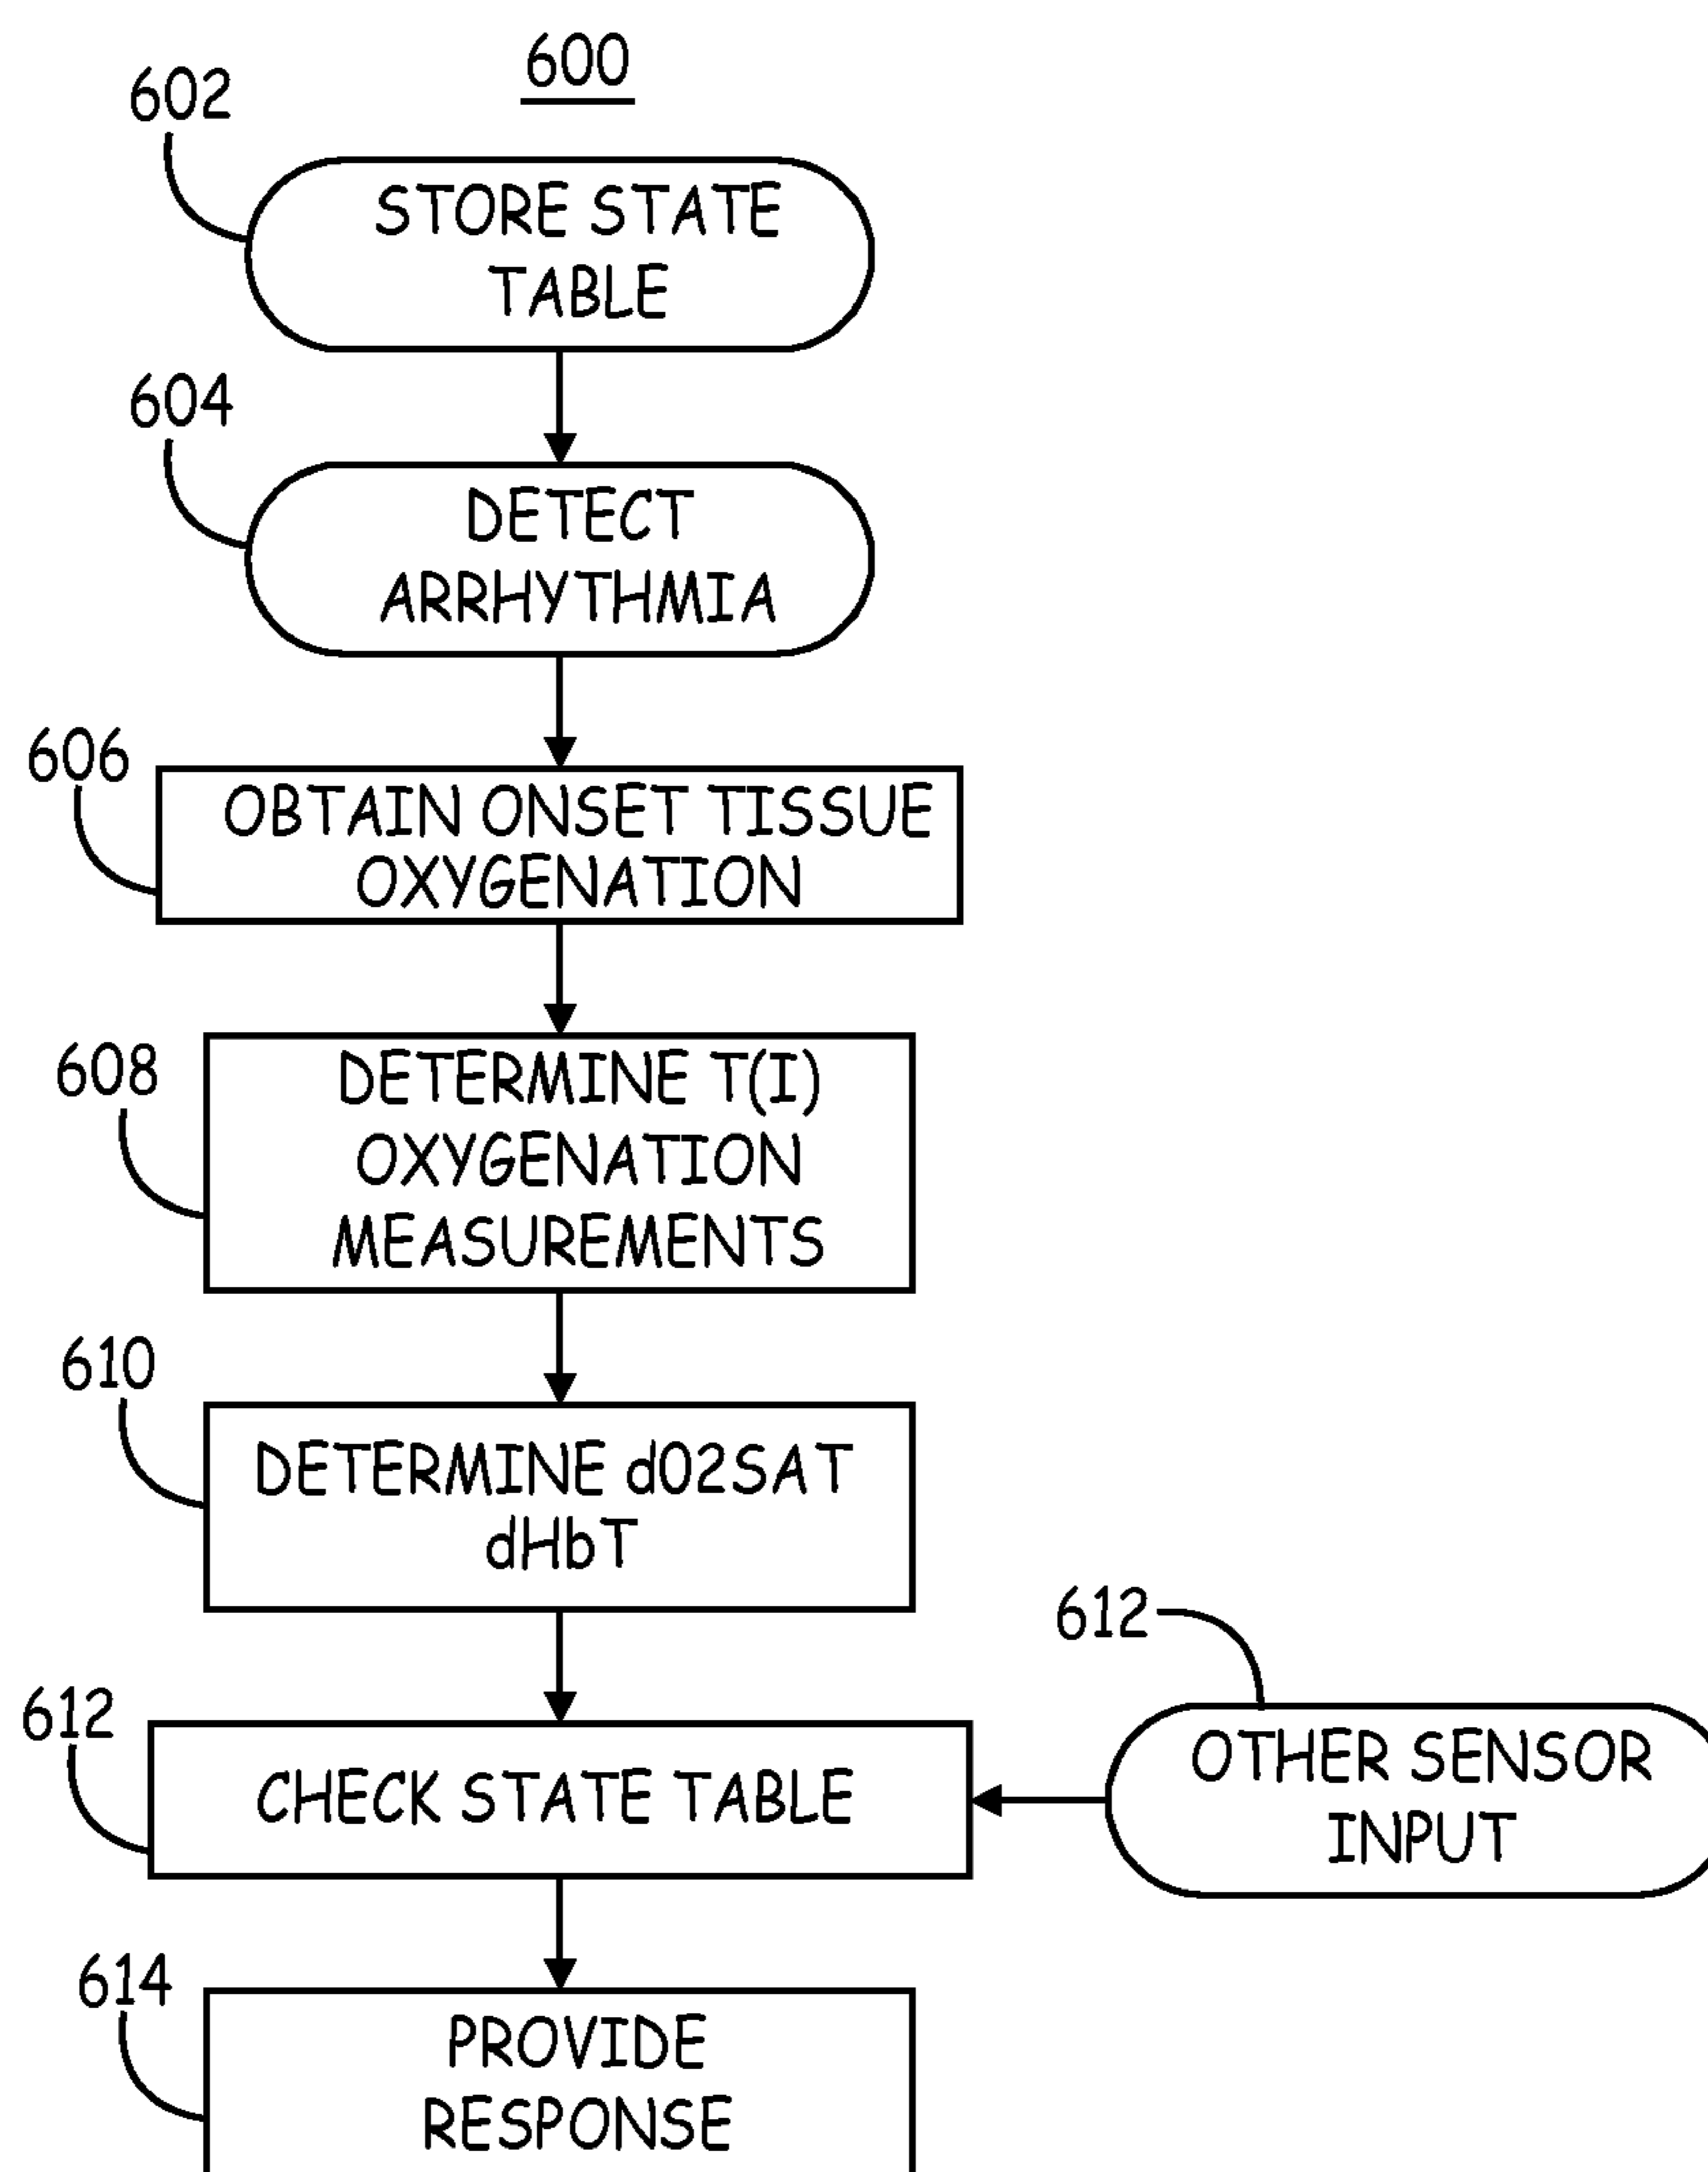 600
602
STORE STATE
TABLE
604
DETECT
ARRHYTHMIA
606
OBTAIN ONSET TISSUE
OXYGENATION
608
DETERMINE T(I)
OXYGENATION
MEASUREMENTS
610
DETERMINE dO2SAT
dHbT
612
CHECK STATE TABLE
612
OTHER SENSOR
INPUT
614
PROVIDE
RESPONSE